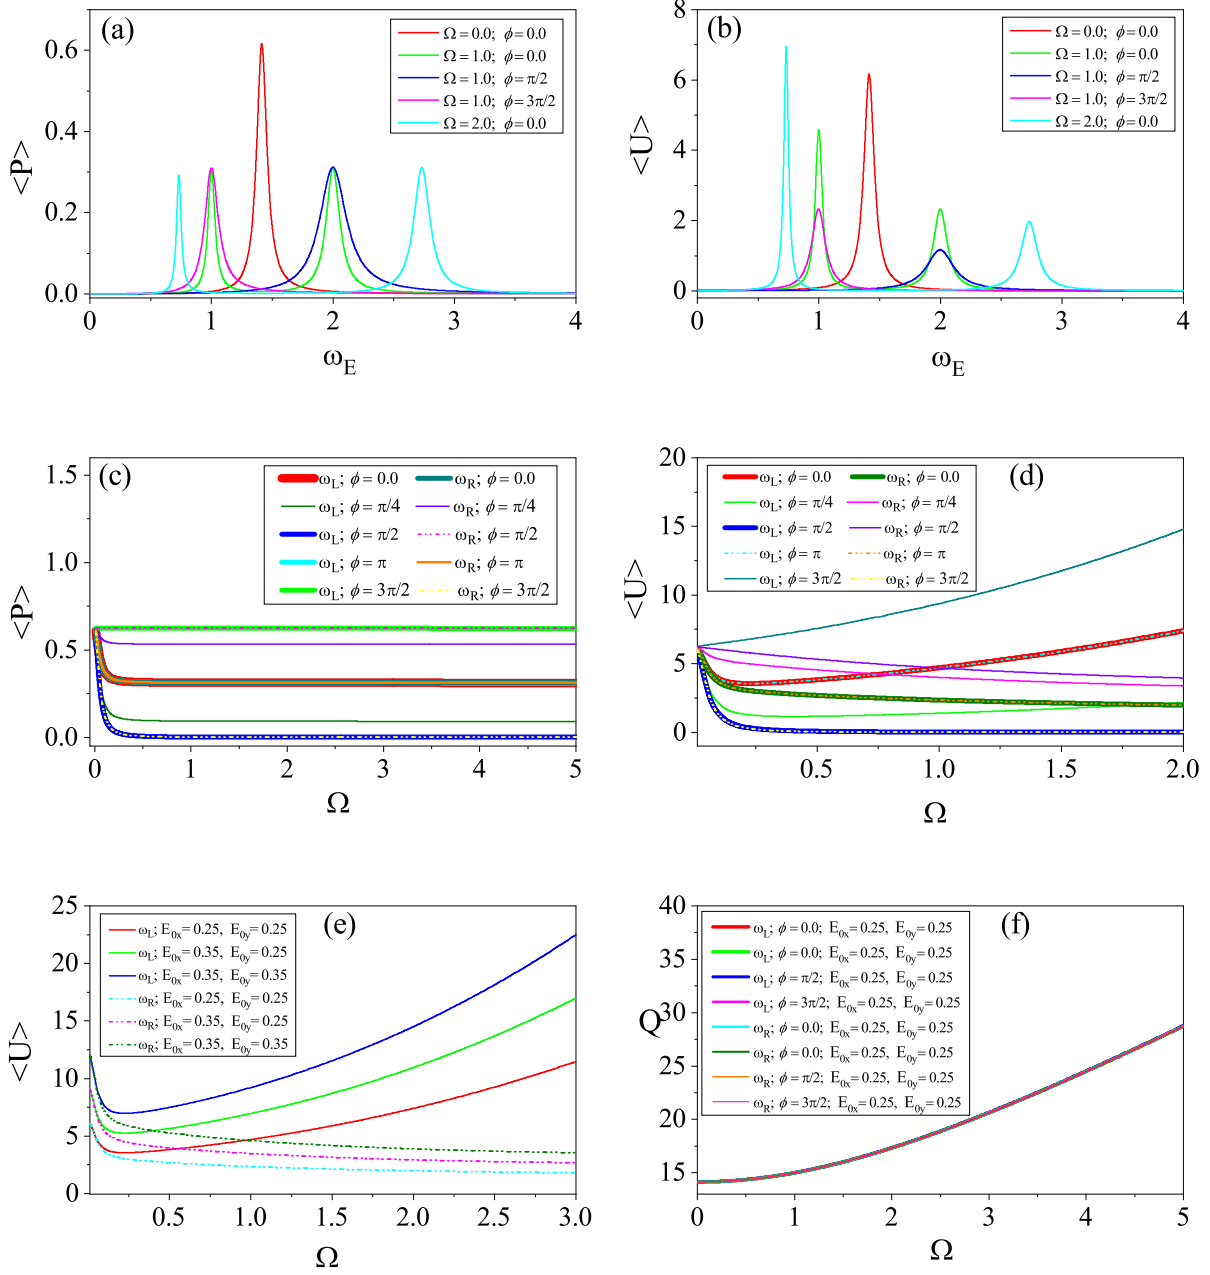 (a)
<P>
0.6
0.4
0.2
0.0
Ω = 0.0; ϕ = 0.0
Ω = 1.0; ϕ = 0.0
Ω = 1.0; ϕ = π/2
Ω = 1.0; ϕ = 3π/2
Ω = 2.0; ϕ = 0.0
0 1 2 3 4
ω_E
(b)
<U>
8
6
4
2
0
Ω = 0.0; ϕ = 0.0
Ω = 1.0; ϕ = 0.0
Ω = 1.0; ϕ = π/2
Ω = 1.0; ϕ = 3π/2
Ω = 2.0; ϕ = 0.0
0 1 2 3 4
ω_E
(c)
<P>
1.5
1.0
0.5
0.0
ω_L; ϕ = 0.0 ω_R; ϕ = 0.0
ω_L; ϕ = π/4 ω_R; ϕ = π/4
ω_L; ϕ = π/2 ω_R; ϕ = π/2
ω_L; ϕ = π ω_R; ϕ = π
ω_L; ϕ = 3π/2 ω_R; ϕ = 3π/2
0 1 2 3 4 5
Ω
(d)
<U>
20
15
10
5
0
ω_L; ϕ = 0.0 ω_R; ϕ = 0.0
ω_L; ϕ = π/4 ω_R; ϕ = π/4
ω_L; ϕ = π/2 ω_R; ϕ = π/2
ω_L; ϕ = π ω_R; ϕ = π
ω_L; ϕ = 3π/2 ω_R; ϕ = 3π/2
0.5 1.0 1.5 2.0
Ω
(e)
<U>
25
20
15
10
5
0
ω_L; E_0x = 0.25, E_0y = 0.25
ω_L; E_0x = 0.35, E_0y = 0.25
ω_L; E_0x = 0.35, E_0y = 0.35
ω_R; E_0x = 0.25, E_0y = 0.25
ω_R; E_0x = 0.35, E_0y = 0.25
ω_R; E_0x = 0.35, E_0y = 0.35
0.5 1.0 1.5 2.0 2.5 3.0
Ω
(f)
Q
40
35
30
25
20
15
ω_L; ϕ = 0.0; E_0x = 0.25, E_0y = 0.25
ω_L; ϕ = 0.0; E_0x = 0.25, E_0y = 0.25
ω_L; ϕ = π/2; E_0x = 0.25, E_0y = 0.25
ω_L; ϕ = 3π/2; E_0x = 0.25, E_0y = 0.25
ω_R; ϕ = 0.0; E_0x = 0.25, E_0y = 0.25
ω_R; ϕ = 0.0; E_0x = 0.25, E_0y = 0.25
ω_R; ϕ = π/2; E_0x = 0.25, E_0y = 0.25
ω_R; ϕ = 3π/2; E_0x = 0.25, E_0y = 0.25
0 1 2 3 4 5
Ω